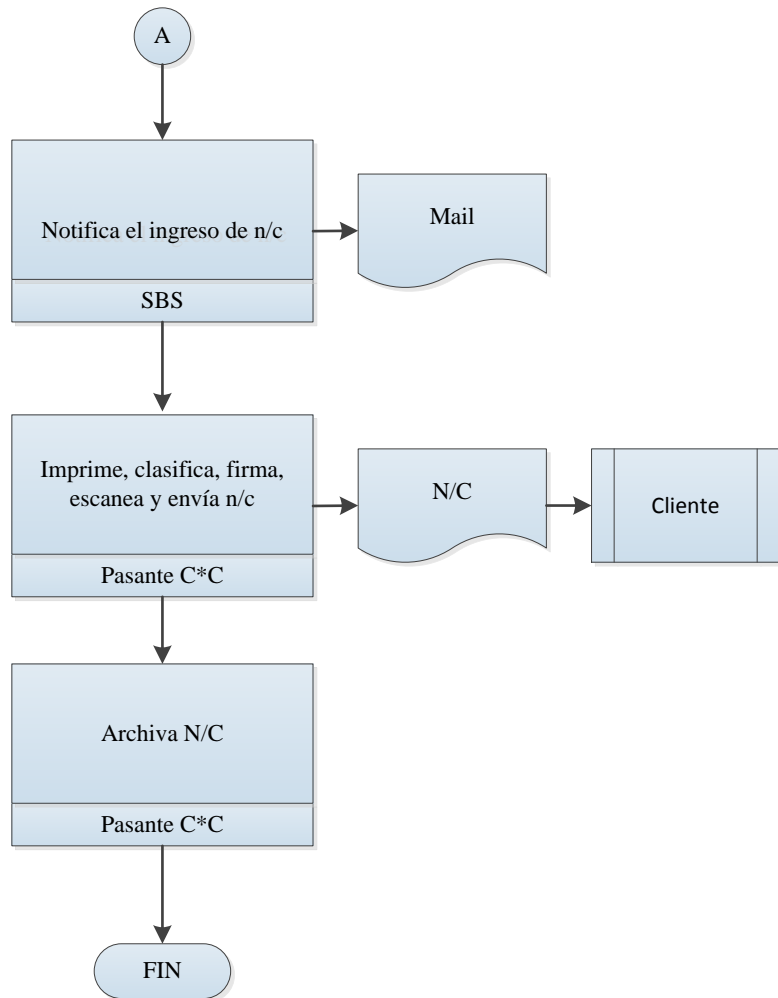 A
Notifica el ingreso de n/c
SBS
Mail
Imprime, clasifica, firma,
escanea y envía n/c
Pasante C*C
N/C
Cliente
Archiva N/C
Pasante C*C
FIN